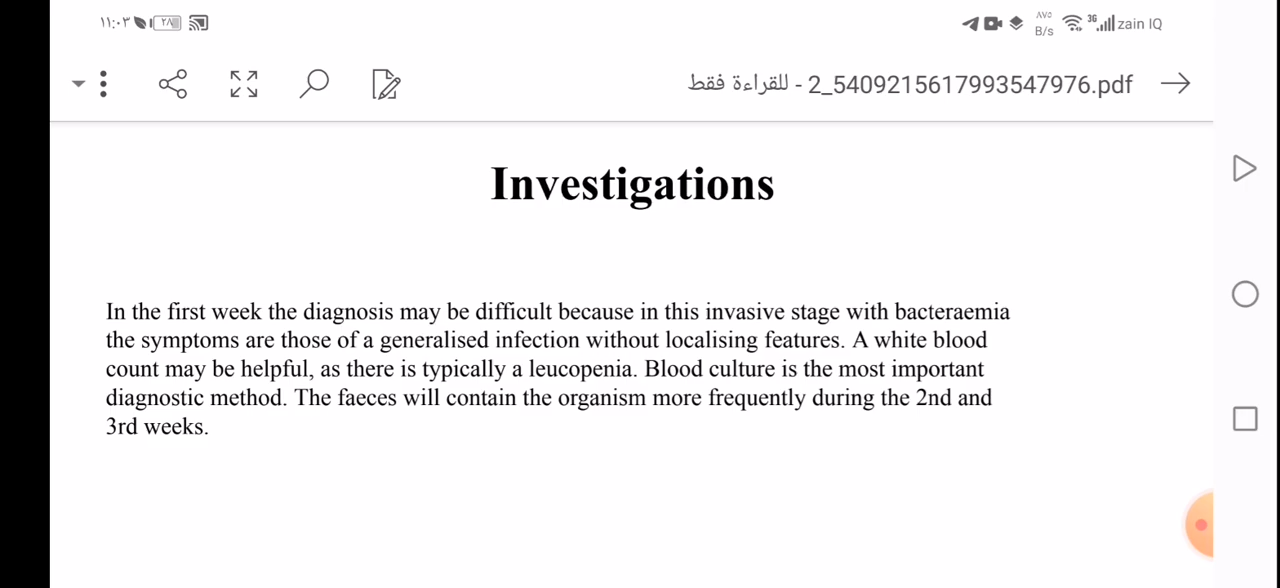 ١١:٠٣ ٢٨ ٨٧٥ B/s 3G zain IQ
2_5409215617993547976.pdf - للقراءة فقط
Investigations
In the first week the diagnosis may be difficult because in this invasive stage with bacteraemia
the symptoms are those of a generalised infection without localising features. A white blood
count may be helpful, as there is typically a leucopenia. Blood culture is the most important
diagnostic method. The faeces will contain the organism more frequently during the 2nd and
3rd weeks.